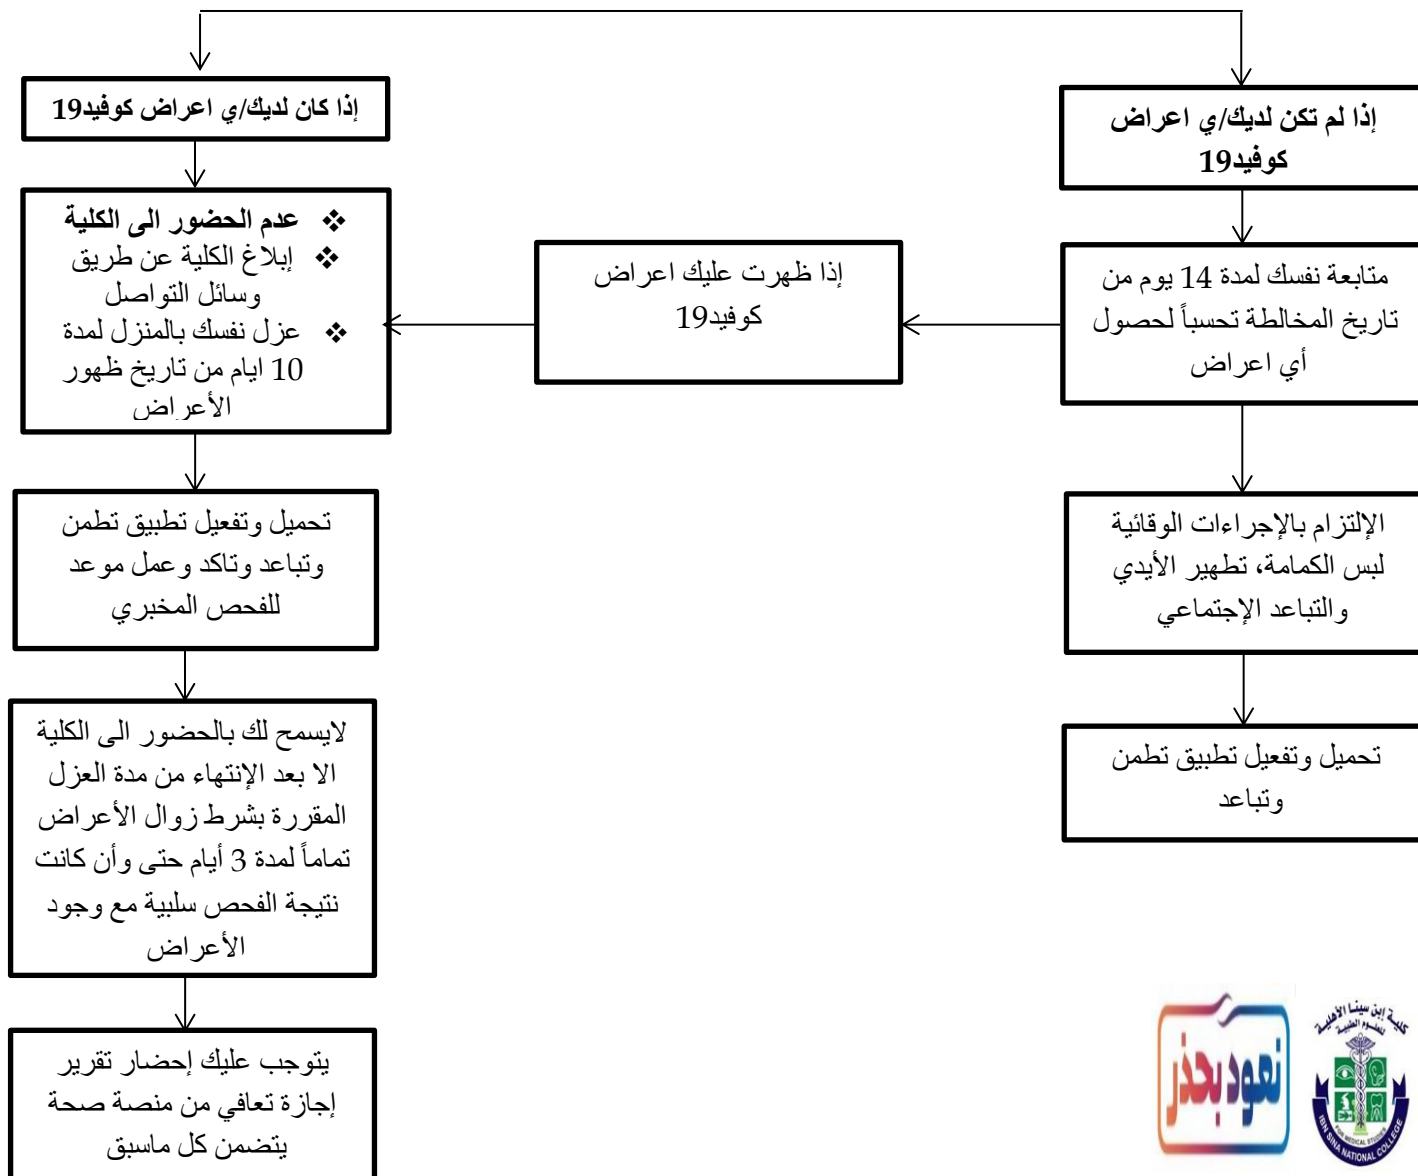 إذا لم تكن لديك/ي اعراض
كوفيد19
متابعة نفسك لمدة 14 يوم من
تاريخ المخالطة تحسباً لحصول
أي اعراض
الإلتزام بالإجراءات الوقائية
لبس الكمامة، تطهير الأيدي
والتباعد الإجتماعي
تحميل وتفعيل تطبيق تطمن
وتباعد
إذا ظهرت عليك اعراض
كوفيد19
إذا كان لديك/ي اعراض كوفيد19
❖ عدم الحضور الى الكلية
❖ إبلاغ الكلية عن طريق
وسائل التواصل
❖ عزل نفسك بالمنزل لمدة
10 ايام من تاريخ ظهور
الأعراض
تحميل وتفعيل تطبيق تطمن
وتباعد وتاكد وعمل موعد
للفحص المخبري
لايسمح لك بالحضور الى الكلية
الا بعد الإنتهاء من مدة العزل
المقررة بشرط زوال الأعراض
تماماً لمدة 3 أيام حتى وأن كانت
نتيجة الفحص سلبية مع وجود
الأعراض
يتوجب عليك إحضار تقرير
إجازة تعافي من منصة صحة
يتضمن كل ماسبق
نعود بحذر
كلية إبن سينا الأهلية
للعلوم الطبية
FOR MEDICAL STUDIES
IBN SINA NATIONAL COLLEGE